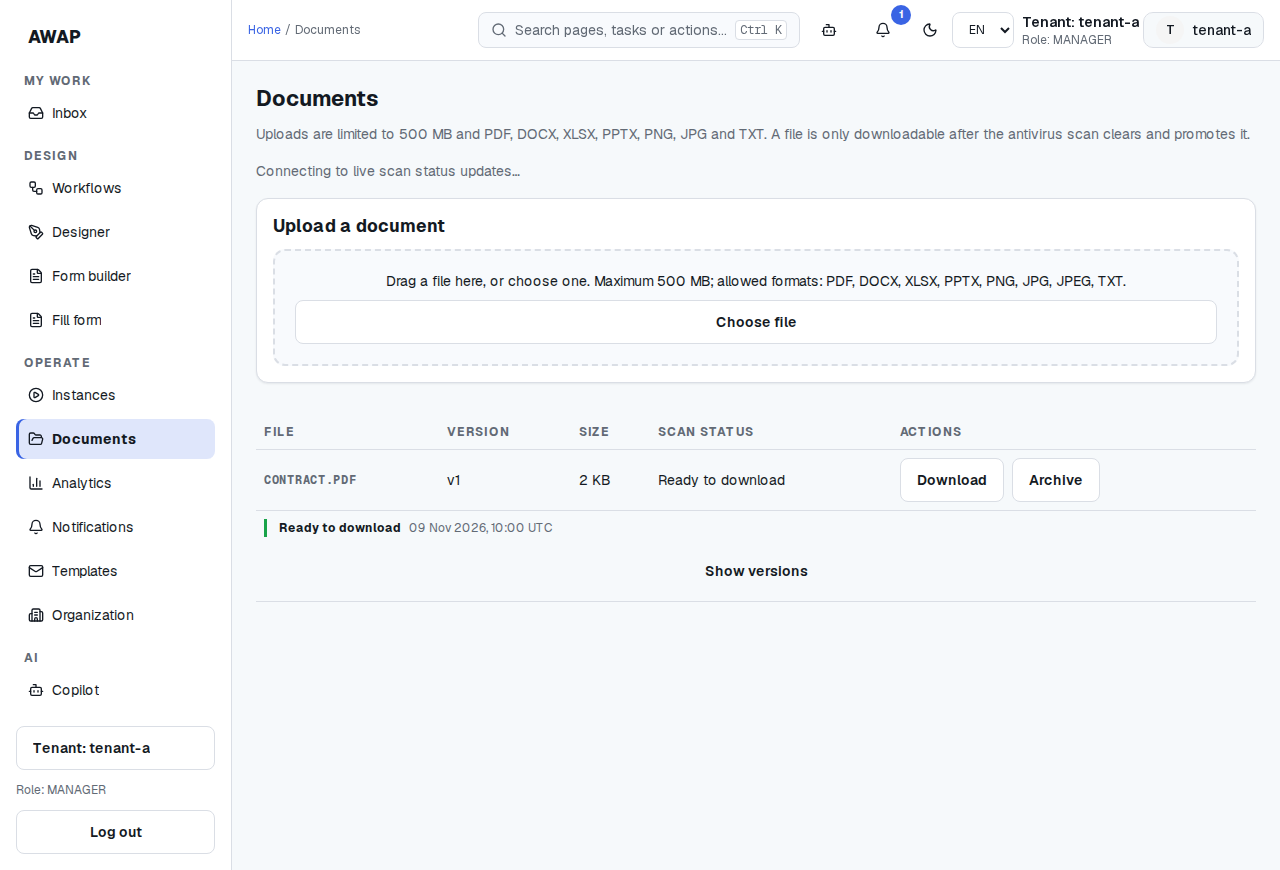 AWAP
MY WORK
Inbox
DESIGN
Workflows
Designer
Form builder
Fill form
OPERATE
Instances
Documents
Analytics
Notifications
Templates
Organization
AI
Copilot
Tenant: tenant-a
Role: MANAGER
Log out
Home / Documents
Search pages, tasks or actions... Ctrl K
1
EN
Tenant: tenant-a
Role: MANAGER
T tenant-a
Documents
Uploads are limited to 500 MB and PDF, DOCX, XLSX, PPTX, PNG, JPG and TXT. A file is only downloadable after the antivirus scan clears and promotes it.
Connecting to live scan status updates…
Upload a document
Drag a file here, or choose one. Maximum 500 MB; allowed formats: PDF, DOCX, XLSX, PPTX, PNG, JPG, JPEG, TXT.
Choose file
FILE VERSION SIZE SCAN STATUS ACTIONS
CONTRACT.PDF v1 2 KB Ready to download Download Archive
Ready to download 09 Nov 2026, 10:00 UTC
Show versions